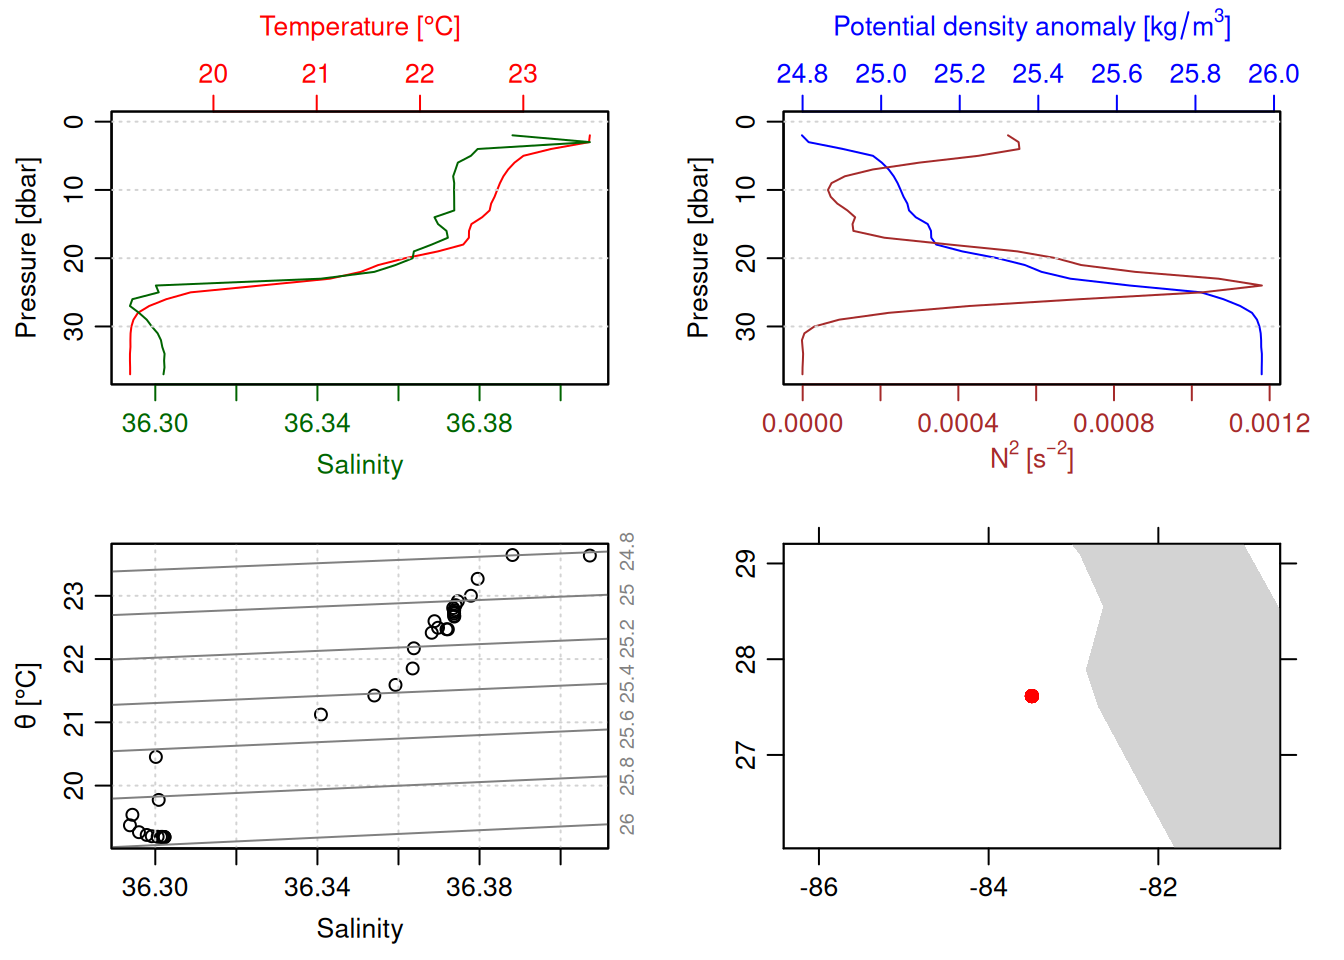 Temperature [°C]
20 21 22 23
Pressure [dbar]
0
10
20
30
36.30 36.34 36.38
Salinity
Potential density anomaly [kg/m³]
24.8 25.0 25.2 25.4 25.6 25.8 26.0
Pressure [dbar]
0
10
20
30
0.0000 0.0004 0.0008 0.0012
N² [s⁻²]
θ [°C]
23
22
21
20
24.8
25
25.2
25.4
25.6
25.8
26
36.30 36.34 36.38
Salinity
29
28
27
-86 -84 -82